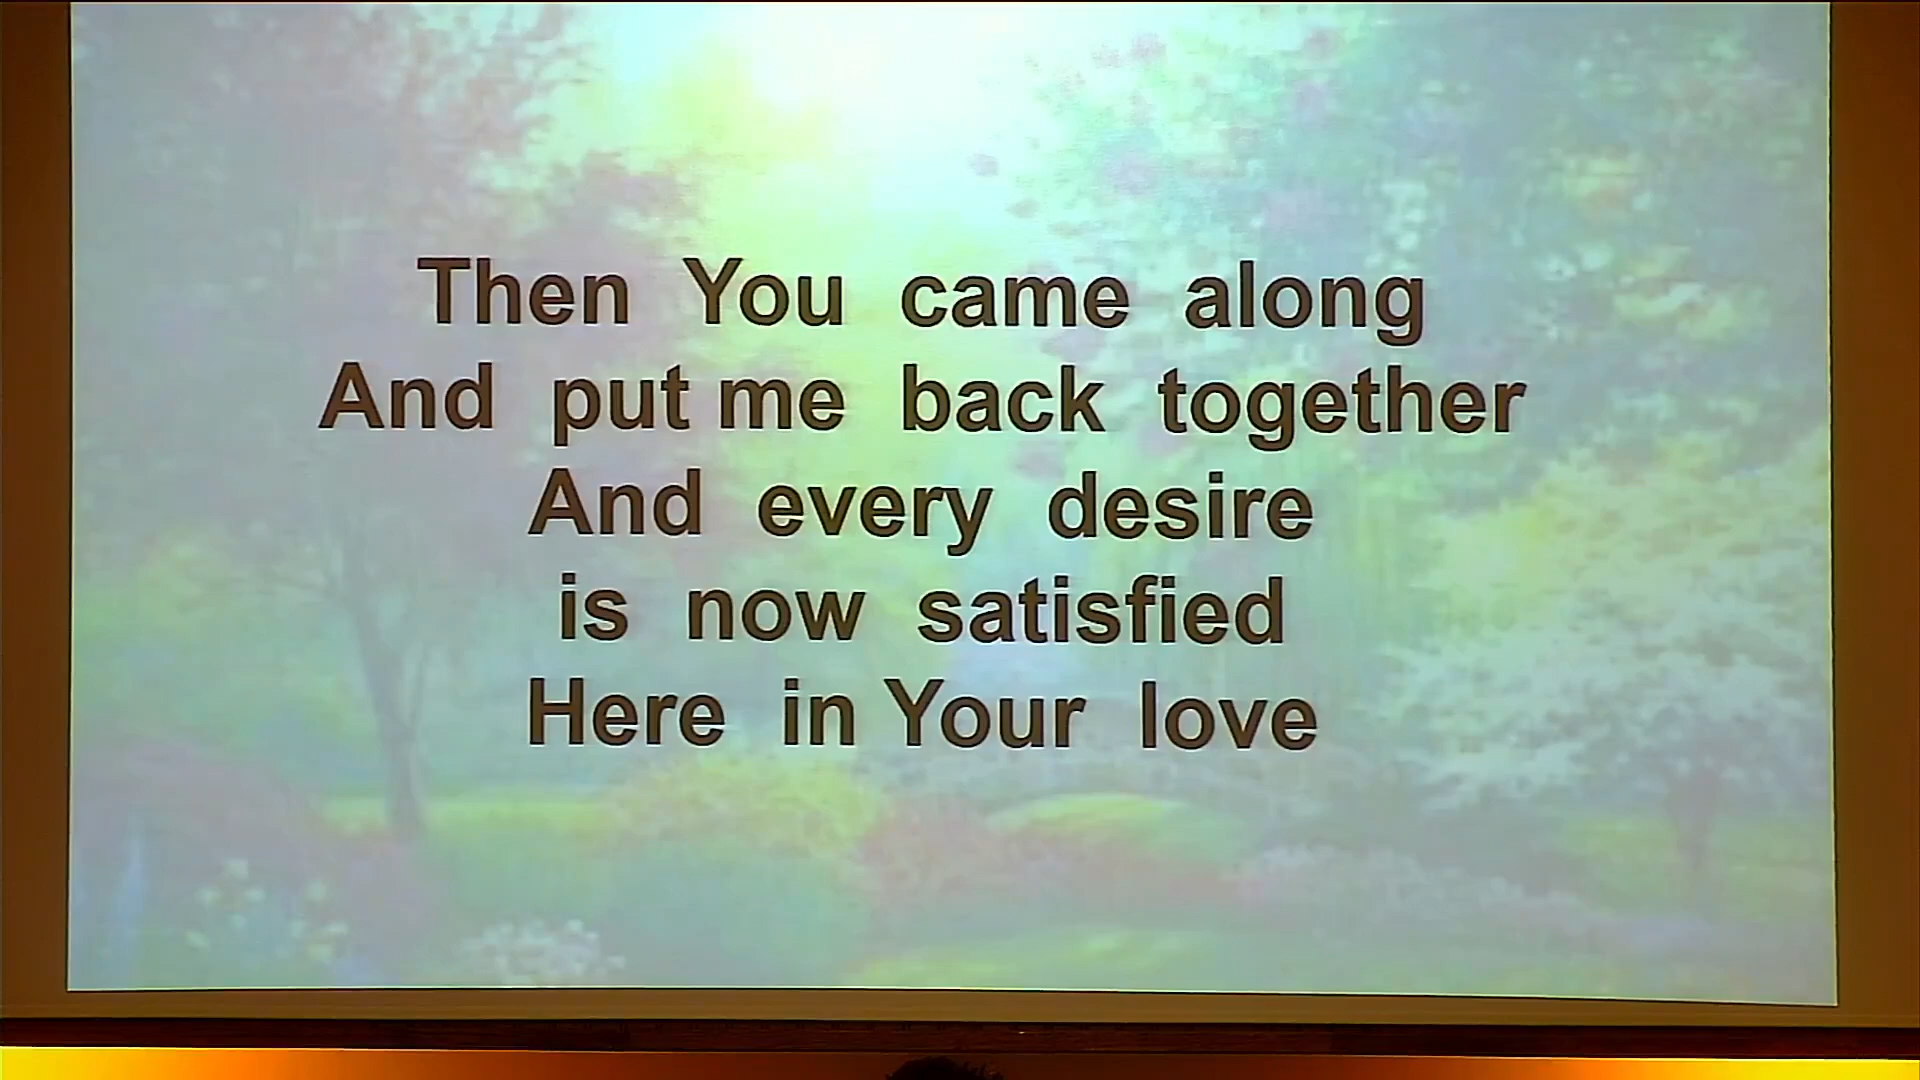 Then You came along
And put me back together
And every desire
is now satisfied
Here in Your love